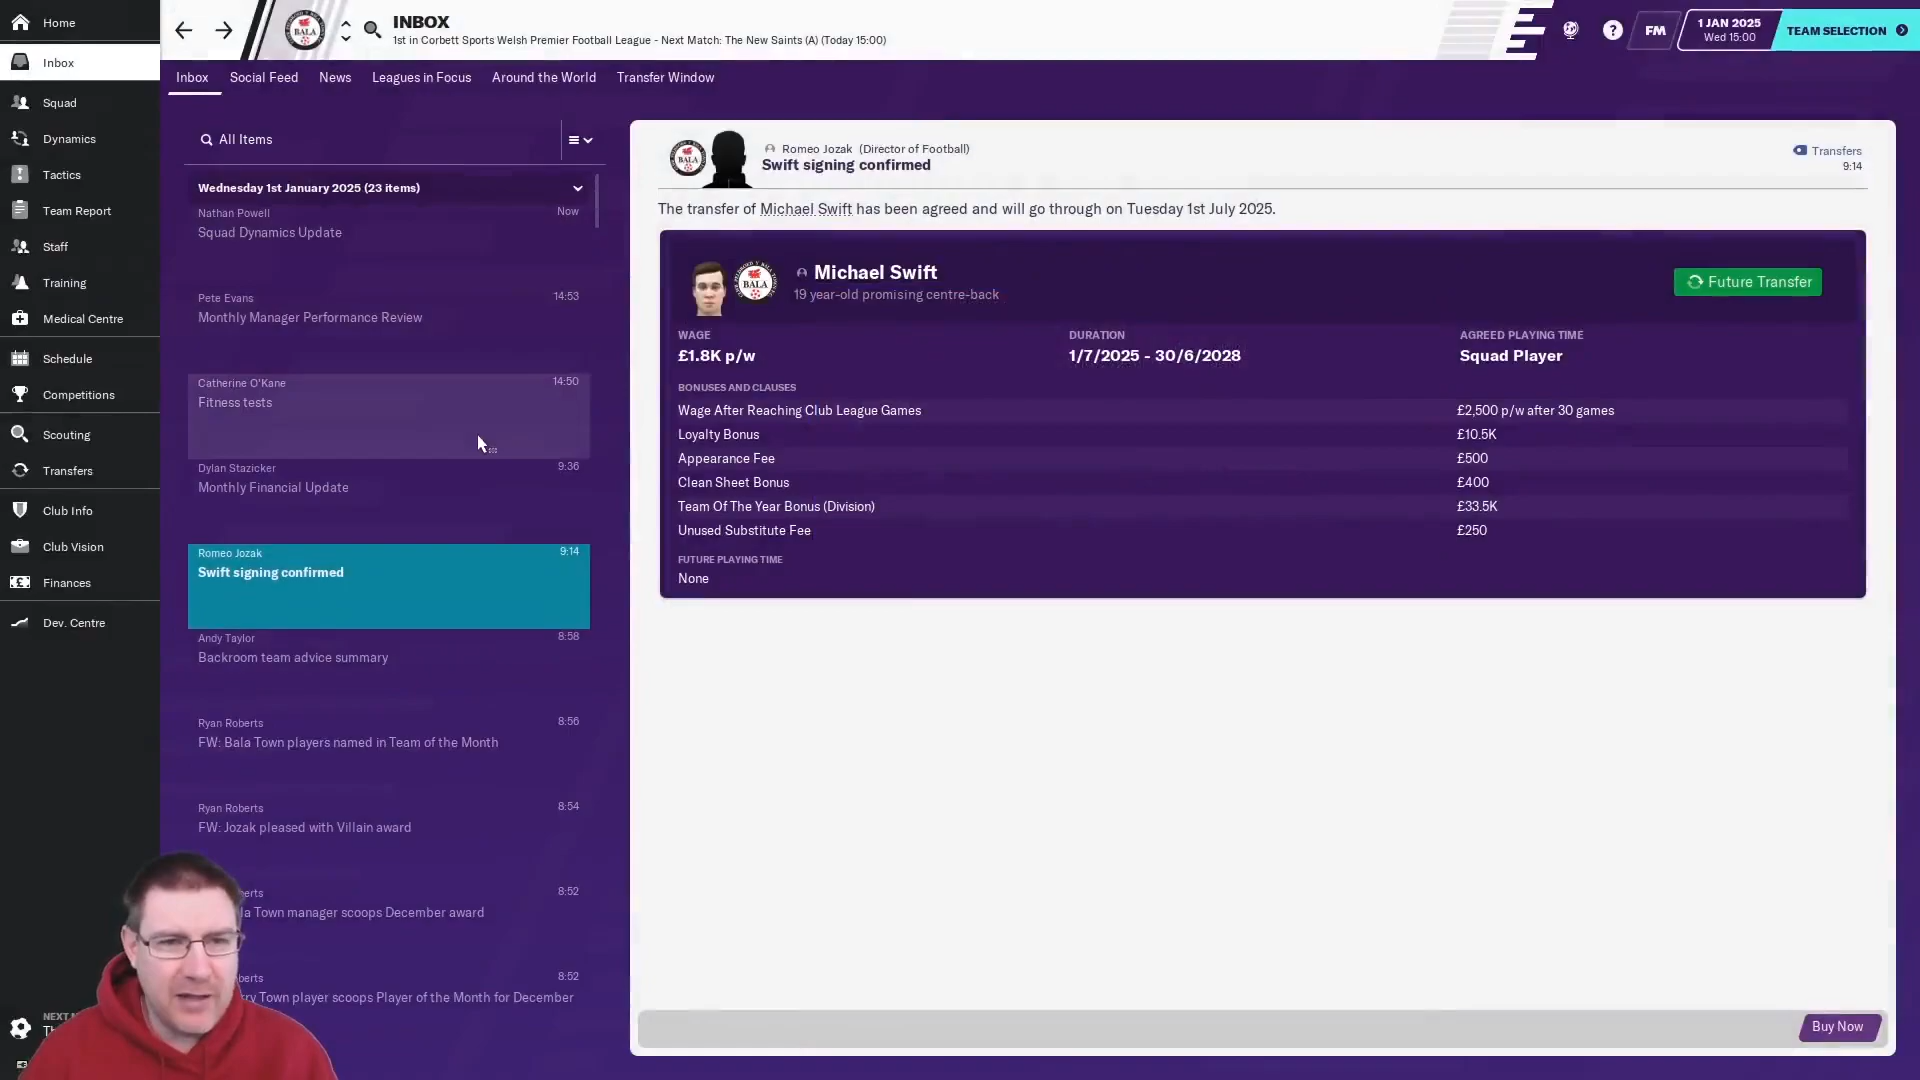 Home
Inbox
Squad
Dynamics
Tactics
Team Report
Staff
Training
Medical Centre
Schedule
Competitions
Scouting
Transfers
Club Info
Club Vision
Finances
Dev. Centre
BALA
INBOX
1st in Corbett Sports Welsh Premier Football League - Next Match: The New Saints (A) (Today 15:00)
FM
1 JAN 2025
Wed 15:00
TEAM SELECTION
Inbox Social Feed News Leagues in Focus Around the World Transfer Window
All Items
Wednesday 1st January 2025 (23 items)
Nathan Powell Now
Squad Dynamics Update
Pete Evans 14:53
Monthly Manager Performance Review
Catherine O'Kane 14:50
Fitness tests
Dylan Stazicker 9:36
Monthly Financial Update
Romeo Jozak 9:14
Swift signing confirmed
Andy Taylor 8:58
Backroom team advice summary
Ryan Roberts 8:56
FW: Bala Town players named in Team of the Month
Ryan Roberts 8:54
FW: Jozak pleased with Villain award
8:52
Town manager scoops December award
8:52
Town player scoops Player of the Month for December
BALA
Romeo Jozak (Director of Football)
Swift signing confirmed
Transfers
9:14
The transfer of Michael Swift has been agreed and will go through on Tuesday 1st July 2025.
BALA
Michael Swift
19 year-old promising centre-back
Future Transfer
WAGE DURATION AGREED PLAYING TIME
£1.8K p/w 1/7/2025 - 30/6/2028 Squad Player
BONUSES AND CLAUSES
Wage After Reaching Club League Games £2,500 p/w after 30 games
Loyalty Bonus £10.5K
Appearance Fee £500
Clean Sheet Bonus £400
Team Of The Year Bonus (Division) £33.5K
Unused Substitute Fee £250
FUTURE PLAYING TIME
None
Buy Now